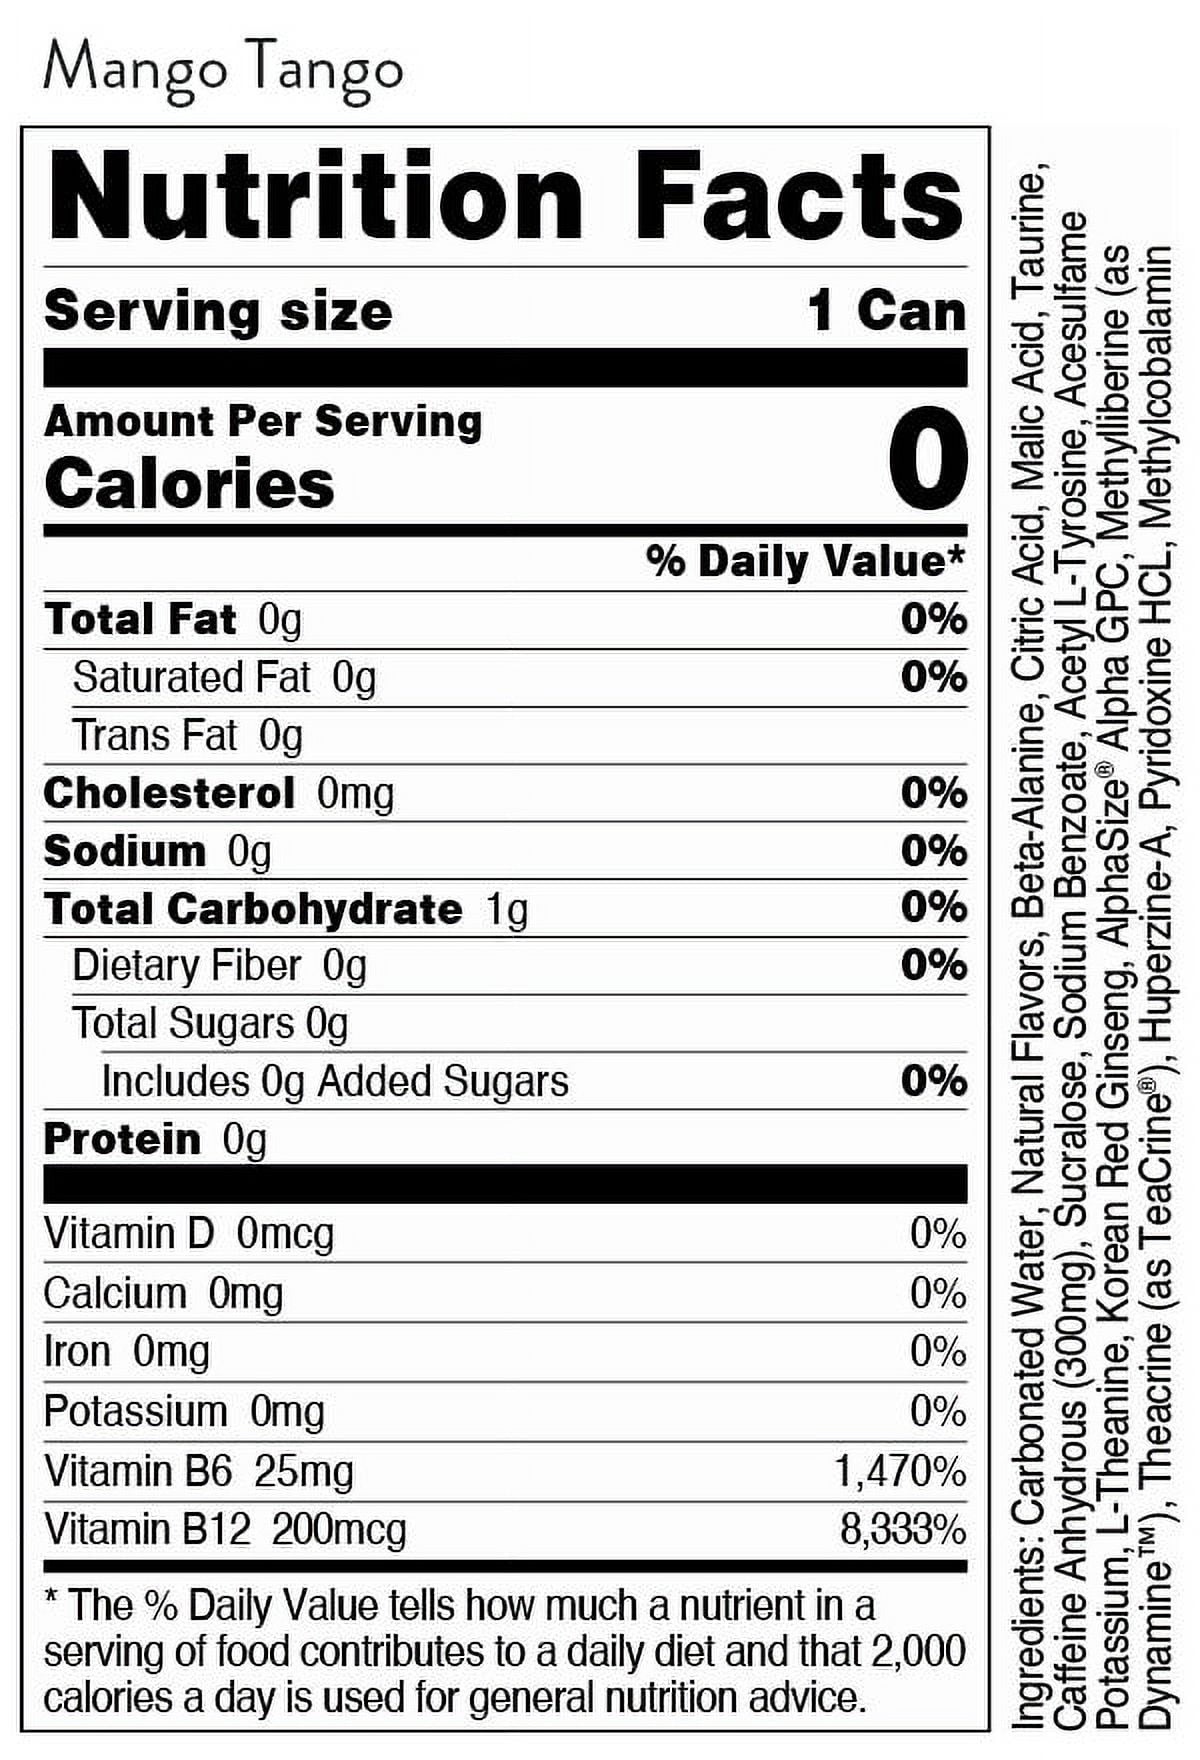 Mango Tango
Nutrition Facts
Serving size 1 Can
Amount Per Serving
Calories 0
% Daily Value*
Total Fat 0g 0%
Saturated Fat 0g 0%
Trans Fat 0g
Cholesterol 0mg 0%
Sodium 0g 0%
Total Carbohydrate 1g 0%
Dietary Fiber 0g 0%
Total Sugars 0g
Includes 0g Added Sugars 0%
Protein 0g
Vitamin D 0mcg 0%
Calcium 0mg 0%
Iron 0mg 0%
Potassium 0mg 0%
Vitamin B6 25mg 1,470%
Vitamin B12 200mcg 8,333%
* The % Daily Value tells how much a nutrient in a
serving of food contributes to a daily diet and that 2,000
calories a day is used for general nutrition advice.
Ingredients: Carbonated Water, Natural Flavors, Beta-Alanine, Citric Acid, Malic Acid, Taurine,
Caffeine Anhydrous (300mg), Sucralose, Sodium Benzoate, Acetyl L-Tyrosine, Acesulfame
Potassium, L-Theanine, Korean Red Ginseng, AlphaSize® Alpha GPC, Methylliberine (as
Dynamine™), Theacrine (as TeaCrine®), Huperzine-A, Pyridoxine HCL, Methylcobalamin